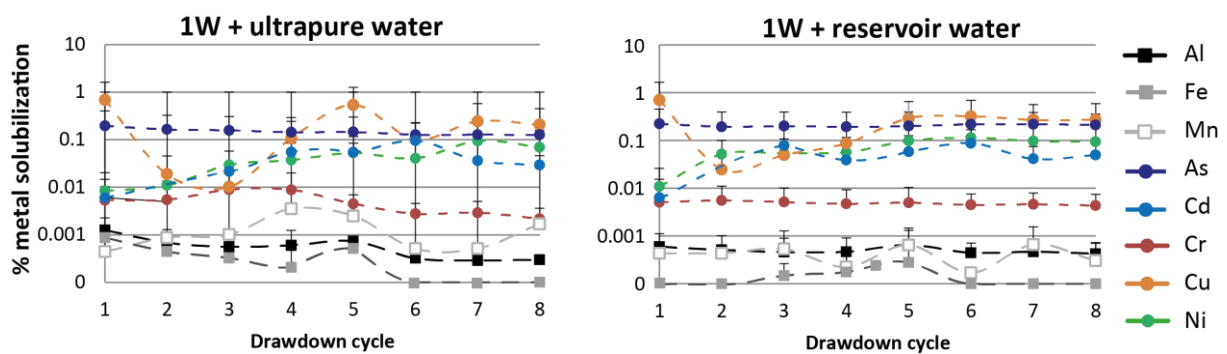 1W + ultrapure water
% metal solubilization
10
1
0.1
0.01
0.001
0
1 2 3 4 5 6 7 8
Drawdown cycle
1W + reservoir water
10
1
0.1
0.01
0.001
0
1 2 3 4 5 6 7 8
Drawdown cycle
Al
Fe
Mn
As
Cd
Cr
Cu
Ni